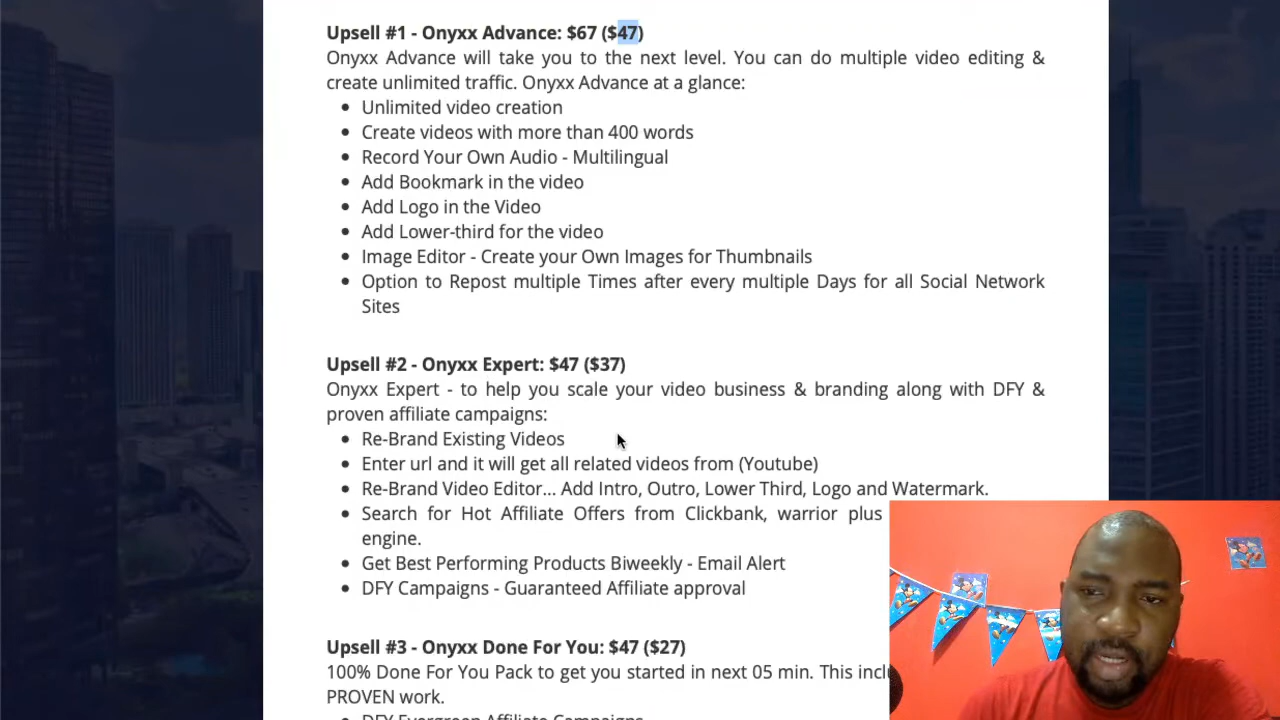 Upsell #1 - Onyxx Advance: $67 ($47)
Onyxx Advance will take you to the next level. You can do multiple video editing &
create unlimited traffic. Onyxx Advance at a glance:
• Unlimited video creation
• Create videos with more than 400 words
• Record Your Own Audio - Multilingual
• Add Bookmark in the video
• Add Logo in the Video
• Add Lower-third for the video
• Image Editor - Create your Own Images for Thumbnails
• Option to Repost multiple Times after every multiple Days for all Social Network
Sites
Upsell #2 - Onyxx Expert: $47 ($37)
Onyxx Expert - to help you scale your video business & branding along with DFY &
proven affiliate campaigns:
• Re-Brand Existing Videos
• Enter url and it will get all related videos from (Youtube)
• Re-Brand Video Editor... Add Intro, Outro, Lower Third, Logo and Watermark.
• Search for Hot Affiliate Offers from Clickbank, warrior plus
engine.
• Get Best Performing Products Biweekly - Email Alert
• DFY Campaigns - Guaranteed Affiliate approval
Upsell #3 - Onyxx Done For You: $47 ($27)
100% Done For You Pack to get you started in next 05 min. This
PROVEN work.
• DFY Evergreen Affiliate Campaigns